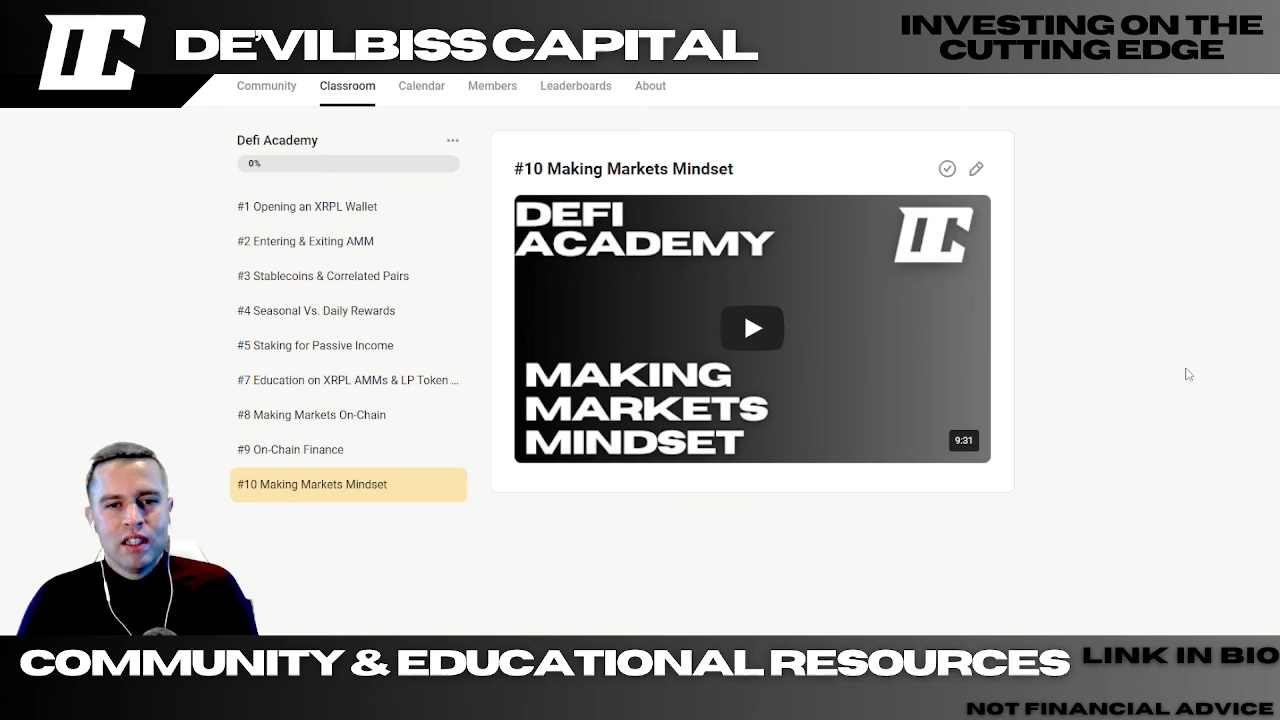 DE'VILBISS CAPITAL
INVESTING ON THE
CUTTING EDGE
Community Classroom Calendar Members Leaderboards About
Defi Academy
0%
#1 Opening an XRPL Wallet
#2 Entering & Exiting AMM
#3 Stablecoins & Correlated Pairs
#4 Seasonal Vs. Daily Rewards
#5 Staking for Passive Income
#7 Education on XRPL AMMs & LP Token ...
#8 Making Markets On-Chain
#9 On-Chain Finance
#10 Making Markets Mindset
#10 Making Markets Mindset
DEFI
ACADEMY
DC
MAKING
MARKETS
MINDSET
9:31
COMMUNITY & EDUCATIONAL RESOURCES
LINK IN BIO
NOT FINANCIAL ADVICE